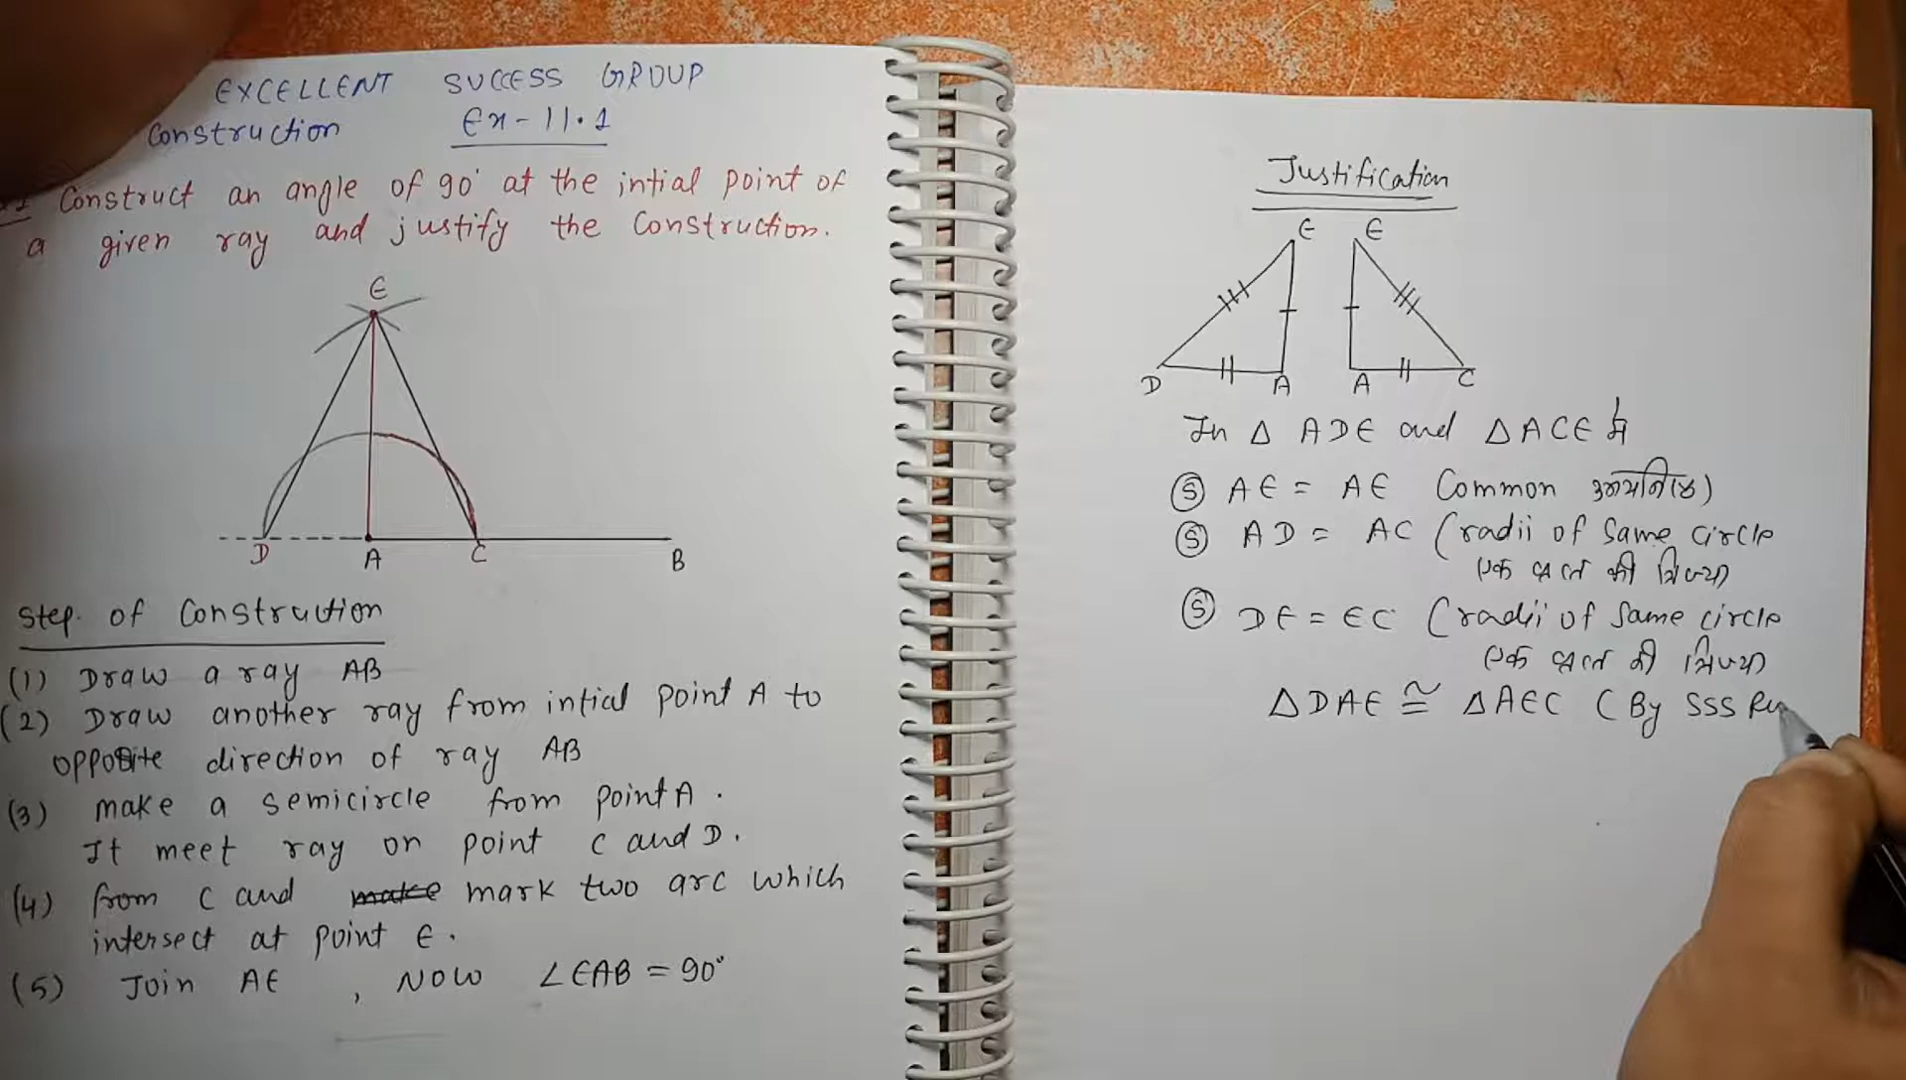 EXCELLENT SUCCESS GROUP
Construction Ex-11.1
Construct an angle of 90° at the intial point of
a given ray and justify the Construction.
E
D A C B
Step. of Construction
(1) Draw a ray AB
(2) Draw another ray from intial point A to
opposite direction of ray AB
(3) make a semicircle from point A.
It meet ray on point C and D.
(4) from C and make mark two arc which
intersect at point E.
(5) Join AE, NOW ∠EAB = 90°
Justification
E E
D A A C
In Δ ADE and ΔACE में
Ⓢ AE = AE Common उभयनिष्ठ)
Ⓢ AD = AC (radii of Same circle
एक वृत्त की त्रिज्या
Ⓢ DE = EC (radii of Same circle
एक वृत्त की त्रिज्या
ΔDAE ≅ ΔAEC (By SSS